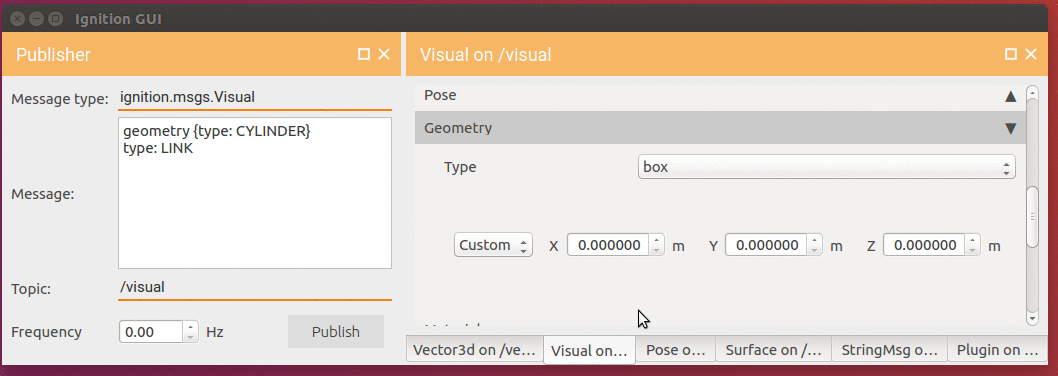 Ignition GUI
Publisher
Message type: ignition.msgs.Visual
Message: geometry {type: CYLINDER}
type: LINK
Topic: /visual
Frequency 0.00 Hz Publish
Visual on /visual
Pose ▲
Geometry ▼
Type box
Custom X 0.000000 m Y 0.000000 m Z 0.000000 m
Vector3d on /ve... Visual on... Pose o... Surface on /... StringMsg o... Plugin on ...